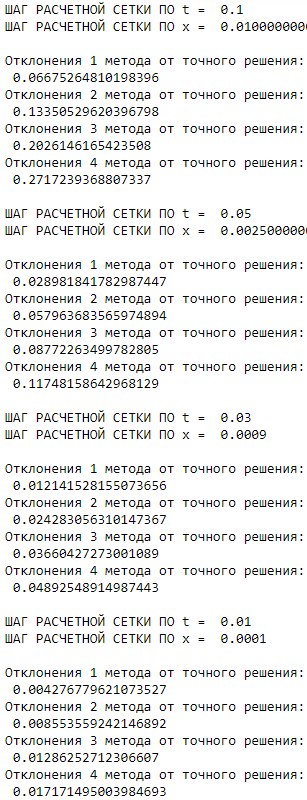 ШАГ РАСЧЕТНОЙ СЕТКИ ПО t =  0.1
ШАГ РАСЧЕТНОЙ СЕТКИ ПО x =  0.0100000000
Отклонения 1 метода от точного решения:
0.06675264810198396
Отклонения 2 метода от точного решения:
0.13350529620396798
Отклонения 3 метода от точного решения:
0.2026146165423508
Отклонения 4 метода от точного решения:
0.2717239368807337
ШАГ РАСЧЕТНОЙ СЕТКИ ПО t =  0.05
ШАГ РАСЧЕТНОЙ СЕТКИ ПО x =  0.0025000000
Отклонения 1 метода от точного решения:
0.028981841782987447
Отклонения 2 метода от точного решения:
0.057963683565974894
Отклонения 3 метода от точного решения:
0.08772263499782805
Отклонения 4 метода от точного решения:
0.11748158642968129
ШАГ РАСЧЕТНОЙ СЕТКИ ПО t =  0.03
ШАГ РАСЧЕТНОЙ СЕТКИ ПО x =  0.0009
Отклонения 1 метода от точного решения:
0.012141528155073656
Отклонения 2 метода от точного решения:
0.024283056310147367
Отклонения 3 метода от точного решения:
0.03660427273001089
Отклонения 4 метода от точного решения:
0.04892548914987443
ШАГ РАСЧЕТНОЙ СЕТКИ ПО t =  0.01
ШАГ РАСЧЕТНОЙ СЕТКИ ПО x =  0.0001
Отклонения 1 метода от точного решения:
0.004276779621073527
Отклонения 2 метода от точного решения:
0.008553559242146892
Отклонения 3 метода от точного решения:
0.01286252712306607
Отклонения 4 метода от точного решения:
0.017171495003984693